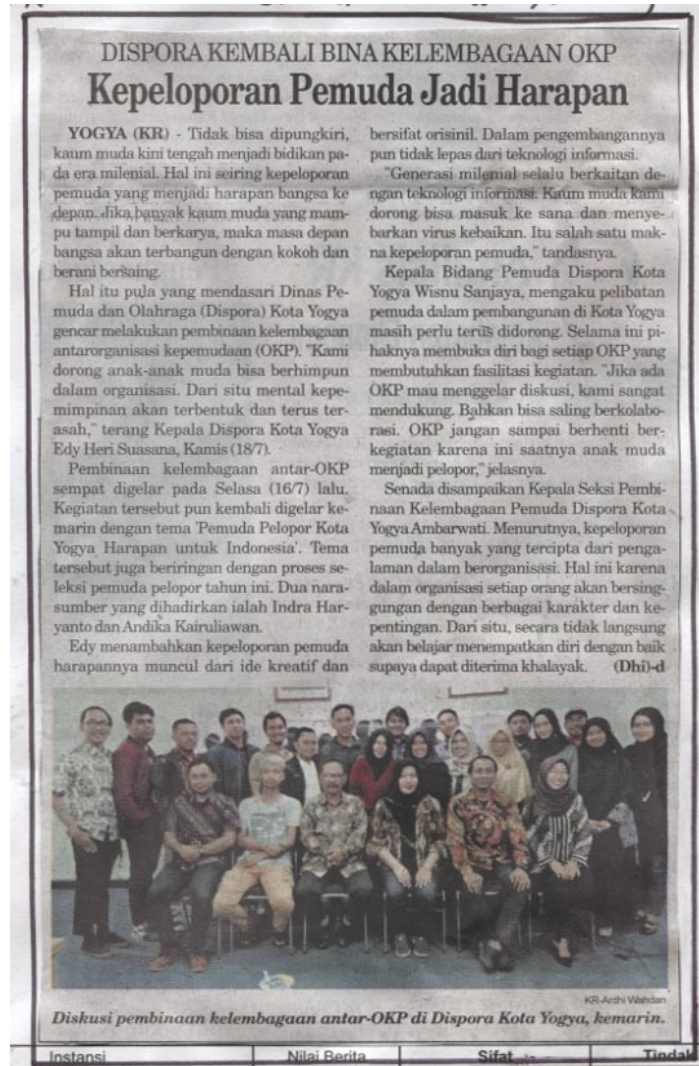 DISPORA KEMBALI BINA KELEMBAGAAN OKP
Kepeloporan Pemuda Jadi Harapan
YOGYA (KR) - Tidak bisa dipungkiri,
kaum muda kini tengah menjadi bidikan pa-
da era milenial. Hal ini seiring kepeloporan
pemuda yang menjadi harapan bangsa ke
depan. Jika banyak kaum muda yang mam-
pu tampil dan berkarya, maka masa depan
bangsa akan terbangun dengan kokoh dan
berani bersaing.
Hal itu pula yang mendasari Dinas Pe-
muda dan Olahraga (Dispora) Kota Yogya
gencar melakukan pembinaan kelembagaan
antarorganisasi kepemudaan (OKP). "Kami
dorong anak-anak muda bisa berhimpun
dalam organisasi. Dari situ mental kepe-
mimpinan akan terbentuk dan terus ter-
asah," terang Kepala Dispora Kota Yogya
Edy Heri Suasana, Kamis (18/7).
Pembinaan kelembagaan antar-OKP
sempat digelar pada Selasa (16/7) lalu.
Kegiatan tersebut pun kembali digelar ke-
marin dengan tema 'Pemuda Pelopor Kota
Yogya Harapan untuk Indonesia'. Tema
tersebut juga beriringan dengan proses se-
leksi pemuda pelopor tahun ini. Dua nara-
sumber yang dihadirkan ialah Indra Har-
yanto dan Andika Kairuliawan.
Edy menambahkan kepeloporan pemuda
harapannya muncul dari ide kreatif dan
bersifat orisinil. Dalam pengembangannya
pun tidak lepas dari teknologi informasi.
"Generasi milenial selalu berkaitan de-
ngan teknologi informasi. Kaum muda kami
dorong bisa masuk ke sana dan menye-
barkan virus kebaikan. Itu salah satu mak-
na kepeloporan pemuda," tandasnya.
Kepala Bidang Pemuda Dispora Kota
Yogya Wisnu Sanjaya, mengaku pelibatan
pemuda dalam pembangunan di Kota Yogya
masih perlu terus didorong. Selama ini pi-
haknya membuka diri bagi setiap OKP yang
membutuhkan fasilitasi kegiatan. "Jika ada
OKP mau menggelar diskusi, kami sangat
mendukung. Bahkan bisa saling berkolabo-
rasi. OKP jangan sampai berhenti ber-
kegiatan karena ini saatnya anak muda
menjadi pelopor," jelasnya.
Senada disampaikan Kepala Seksi Pembi-
naan Kelembagaan Pemuda Dispora Kota
Yogya Ambarwati. Menurutnya, kepeloporan
pemuda banyak yang tercipta dari penga-
laman dalam berorganisasi. Hal ini karena
dalam organisasi setiap orang akan bersing-
gungan dengan berbagai karakter dan ke-
pentingan. Dari situ, secara tidak langsung
akan belajar menempatkan diri dengan baik
supaya dapat diterima khalayak. (Dhi)-d
KR-Ardhi Wahdan
Diskusi pembinaan kelembagaan antar-OKP di Dispora Kota Yogya, kemarin.
Instansi Nilai Berita Sifat Tindak